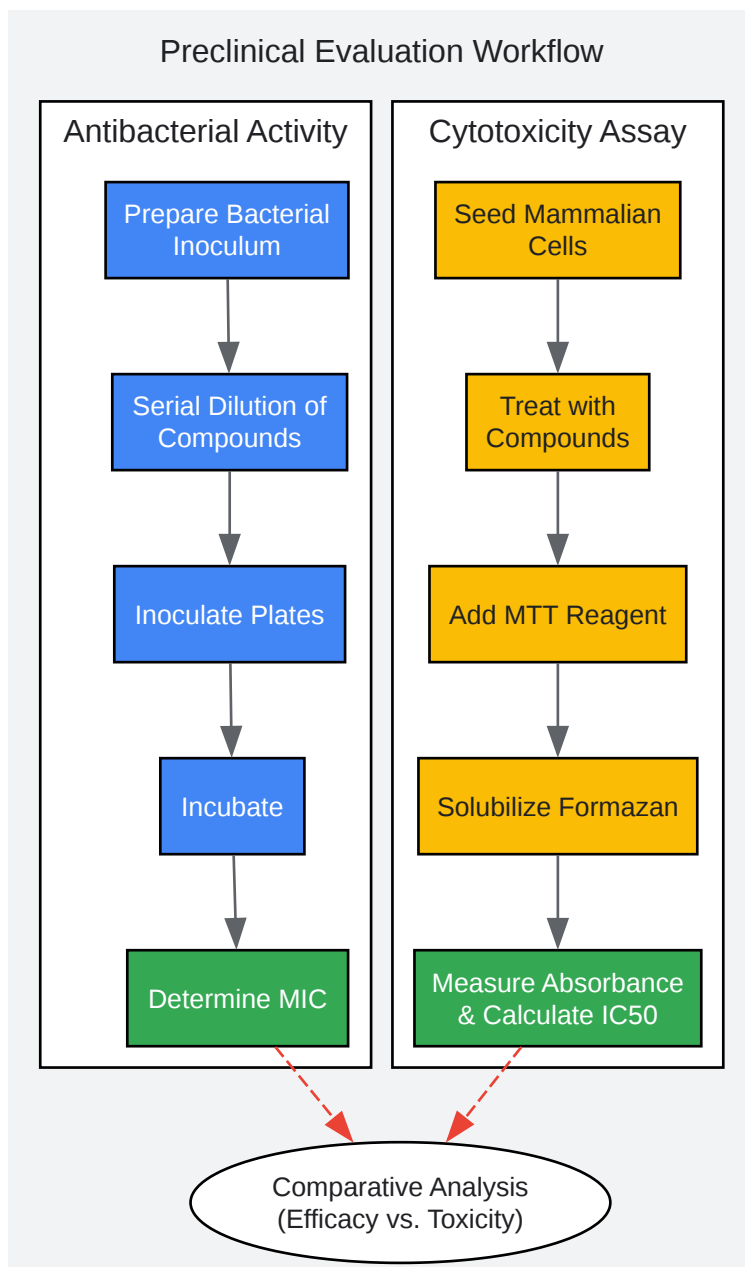 Preclinical Evaluation Workflow
Antibacterial Activity
Prepare Bacterial
Inoculum
Serial Dilution of
Compounds
Inoculate Plates
Incubate
Determine MIC
Cytotoxicity Assay
Seed Mammalian
Cells
Treat with
Compounds
Add MTT Reagent
Solubilize Formazan
Measure Absorbance
& Calculate IC50
Comparative Analysis
(Efficacy vs. Toxicity)